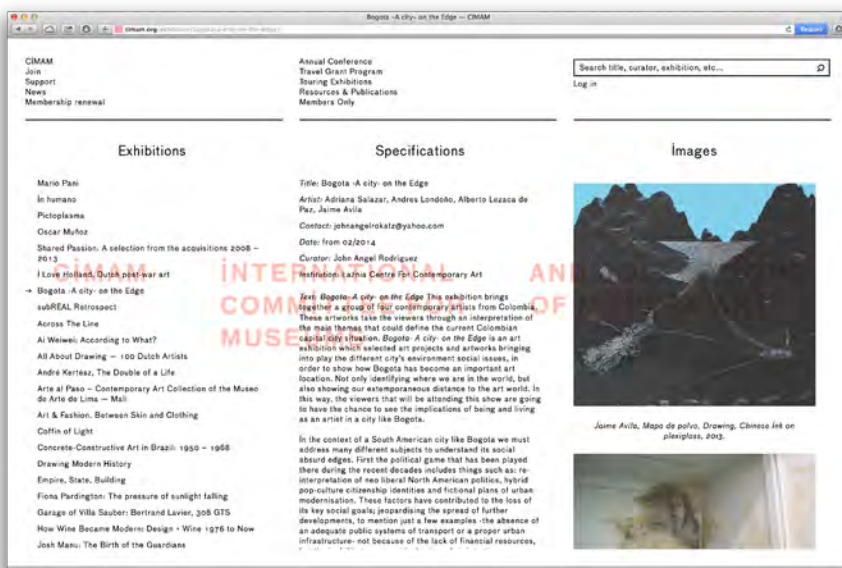 Bogota ‹A city› on the Edge — CIMAM
cimam.org
Reader
CİMAM
Join
Support
News
Membership renewal
Annual Conference
Travel Grant Program
Touring Exhibitions
Resources & Publications
Members Only
Search title, curator, exhibition, etc...
Log in
Exhibitions
Mario Pani
İn humano
Pictoplasma
Oscar Muñoz
Shared Passion: A selection from the acquisitions 2008 –
2013
İ Love Holland, Dutch post-war art
→ Bogota ‹A city› on the Edge
subREAL Retrospect
Across The Line
Ai Weiwei: According to What?
All About Drawing – 100 Dutch Artists
André Kertész, The Double of a Life
Arte al Paso – Contemporary Art Collection of the Museo
de Arte de Lima – Mali
Art & Fashion. Between Skin and Clothing
Coffin of Light
Concrete-Constructive Art in Brazil: 1950 – 1968
Drawing Modern History
Empire, State, Building
Fiona Pardington: The pressure of sunlight falling
Garage of Villa Sauber: Bertrand Lavier, 308 GTS
How Wine Became Modern: Design + Wine 1976 to Now
Josh Manu: The Birth of the Guardians
Specifications
Title: Bogota ‹A city› on the Edge
Artist: Adriana Salazar, Andres Londoño, Alberto Lezaca de
Paz, Jaime Avila
Contact: johnangelrokatz@yahoo.com
Date: from 02/2014
Curator: John Angel Rodriguez
İnstitution: Łaźnia Centre For Contemporary Art
Text: Bogota- A city- on the Edge This exhibition brings
together a group of four contemporary artists from Colombia.
These artworks take the viewers through an interpretation of
the main themes that could define the current Colombian
capital city situation. Bogota- A city- on the Edge is an art
exhibition which selected art projects and artworks bringing
into play the different city's environment social issues, in
order to show how Bogota has become an important art
location. Not only identifying where we are in the world, but
also showing our extemporaneous distance to the art world. In
this way, the viewers that will be attending this show are going
to have the chance to see the implications of being and living
as an artist in a city like Bogota.
İn the context of a South American city like Bogota we must
address many different subjects to understand its social
absurd edges. First the political game that has been played
there during the recent decades includes things such as: re-
interpretation of neo liberal North American politics, hybrid
pop-culture citizenship identities and fictional plans of urban
modernisation. These factors have contributed to the loss of
its key social goals; jeopardising the spread of further
developments, to mention just a few examples -the absence of
an adequate public systems of transport or a proper urban
infrastructure- not because of the lack of financial resources,
İmages
Jaime Avila, Mapa de polvo, Drawing, Chinese ink on
plexiglass, 2013.
CİMAM İNTERNATİONAL
COMMITTEE FOR
MUSEUMS AND OF